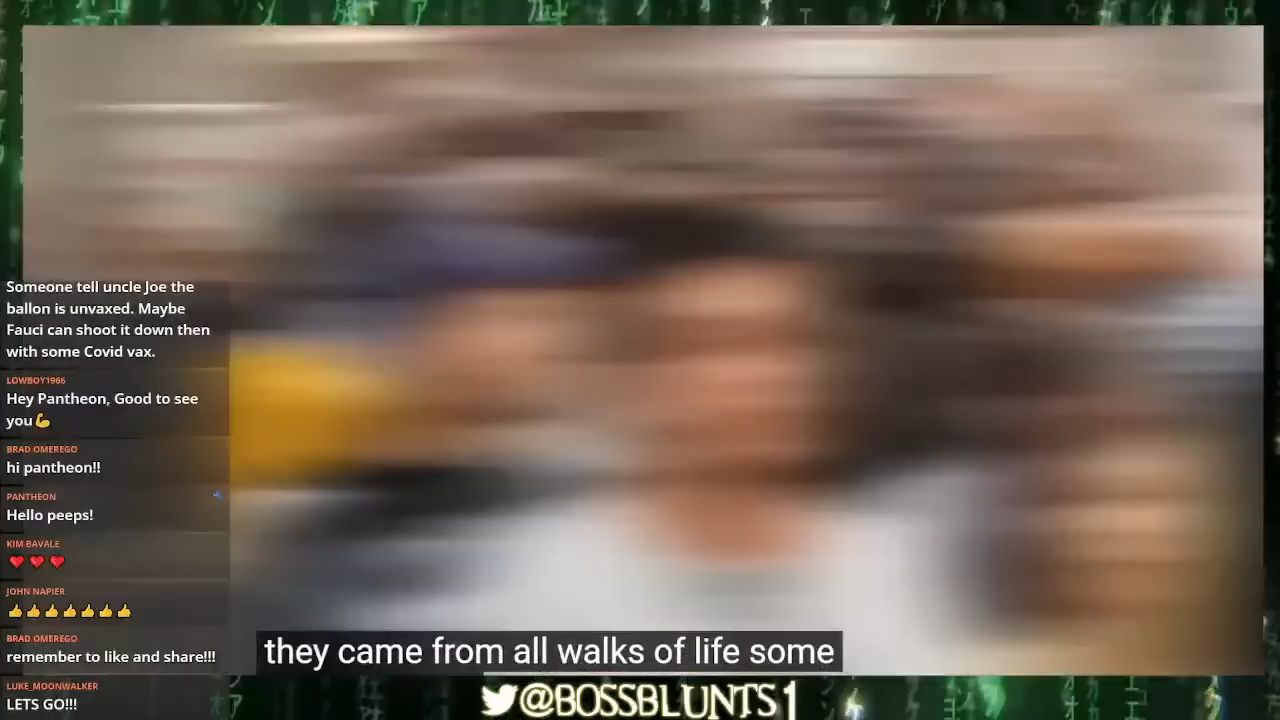 Someone tell uncle Joe the
ballon is unvaxed. Maybe
Fauci can shoot it down then
with some Covid vax.
LOWBOY1966
Hey Pantheon, Good to see
you💪
BRAD OMEREGO
hi pantheon!!
PANTHEON
Hello peeps!
KIM BAVALE
❤️ ❤️ ❤️
JOHN NAPIER
👍👍👍👍👍👍👍
BRAD OMEREGO
remember to like and share!!!
LUKE_MOONWALKER
LETS GO!!!
they came from all walks of life some
@BOSSBLUNTS1